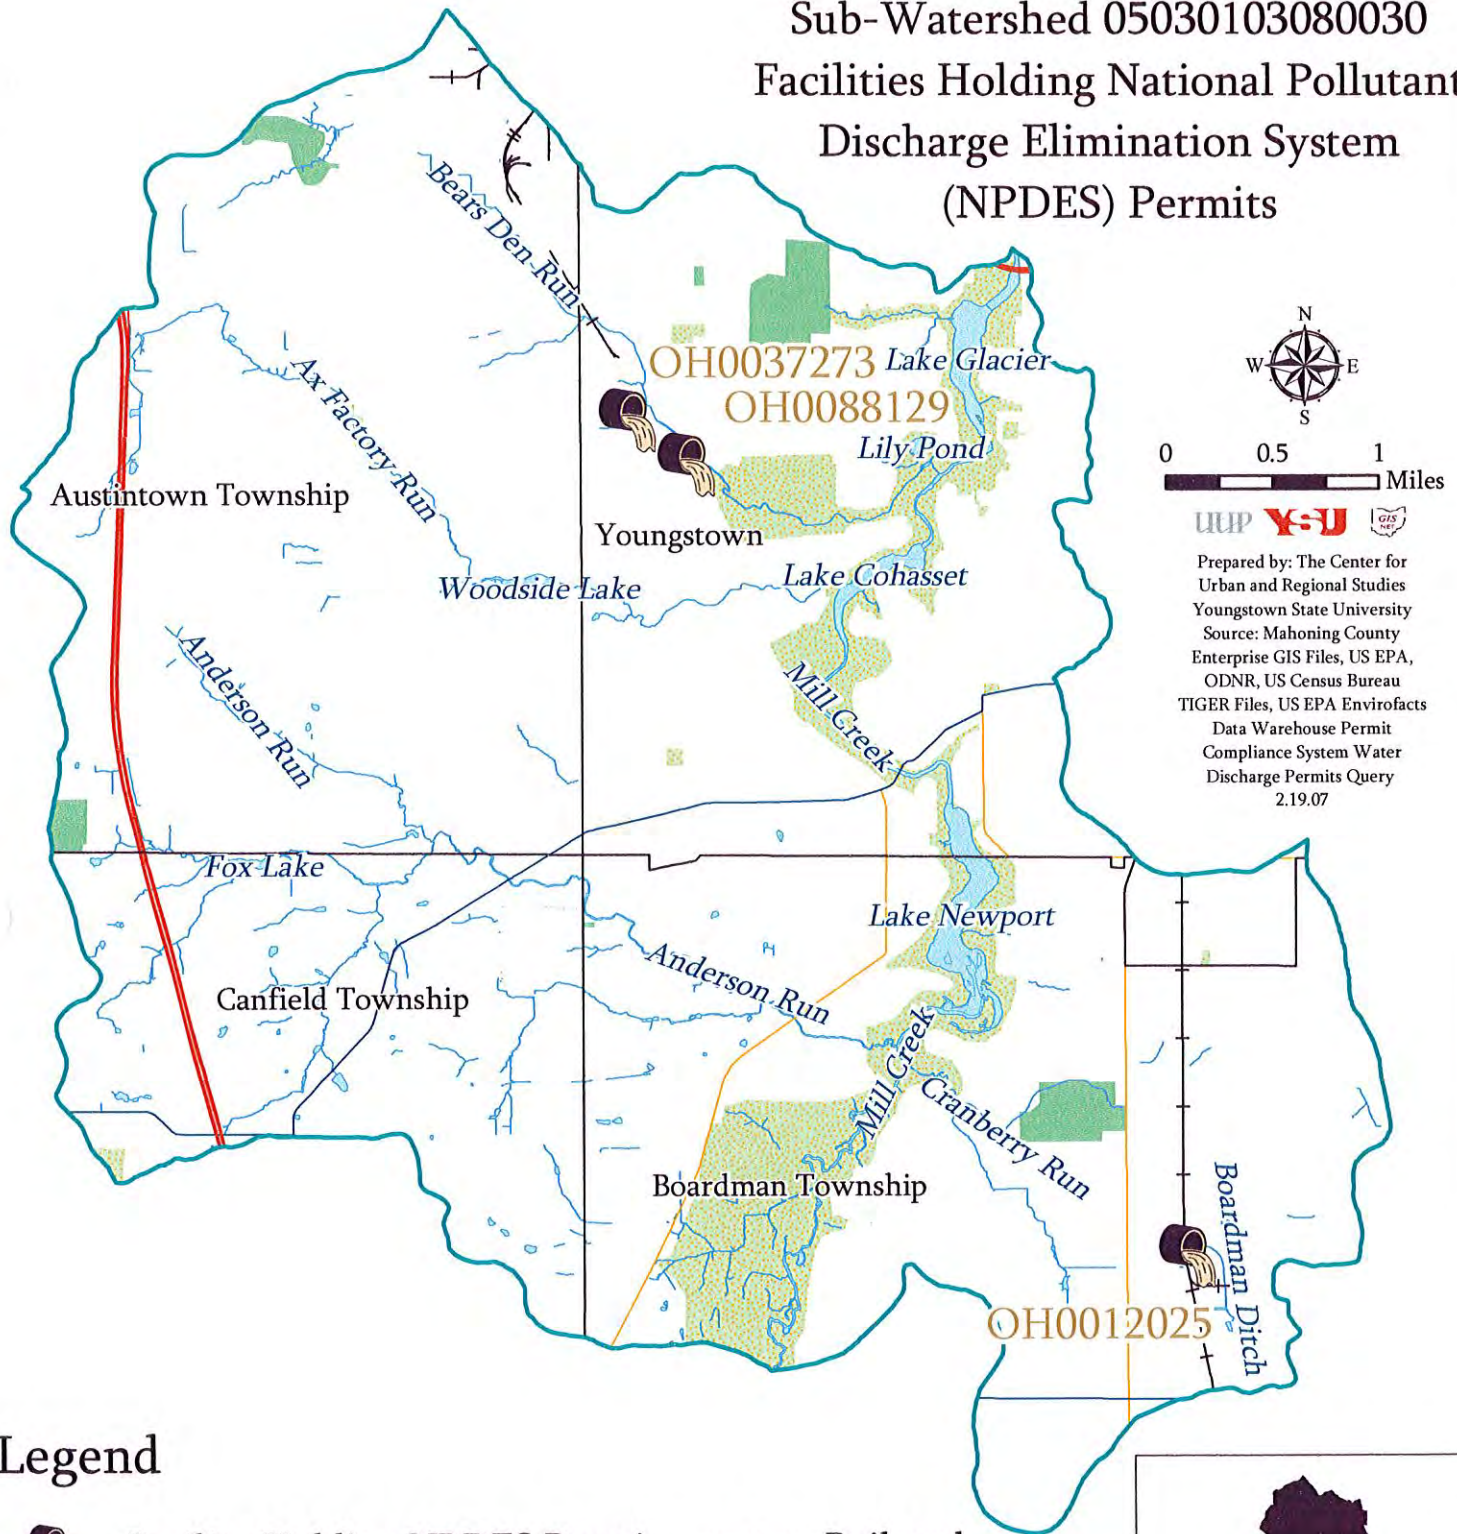 Sub-Watershed 05030103080030
Facilities Holding National Pollutant
Discharge Elimination System
(NPDES) Permits
Bears Den Run
OH0037273
Lake Glacier
OH0088129
Lily Pond
N
W
E
S
0 0.5 1
Miles
Ax Factory Run
Austintown Township
Youngstown
UUP YSU GIS NET
Prepared by: The Center for
Urban and Regional Studies
Youngstown State University
Source: Mahoning County
Enterprise GIS Files, US EPA,
ODNR, US Census Bureau
TIGER Files, US EPA Envirofacts
Data Warehouse Permit
Compliance System Water
Discharge Permits Query
2.19.07
Woodside Lake
Lake Cohasset
Anderson Run
Mill Creek
Fox Lake
Lake Newport
Anderson Run
Canfield Township
Mill Creek
Cranberry Run
Boardman Township
Boardman Ditch
OH0012025
Legend